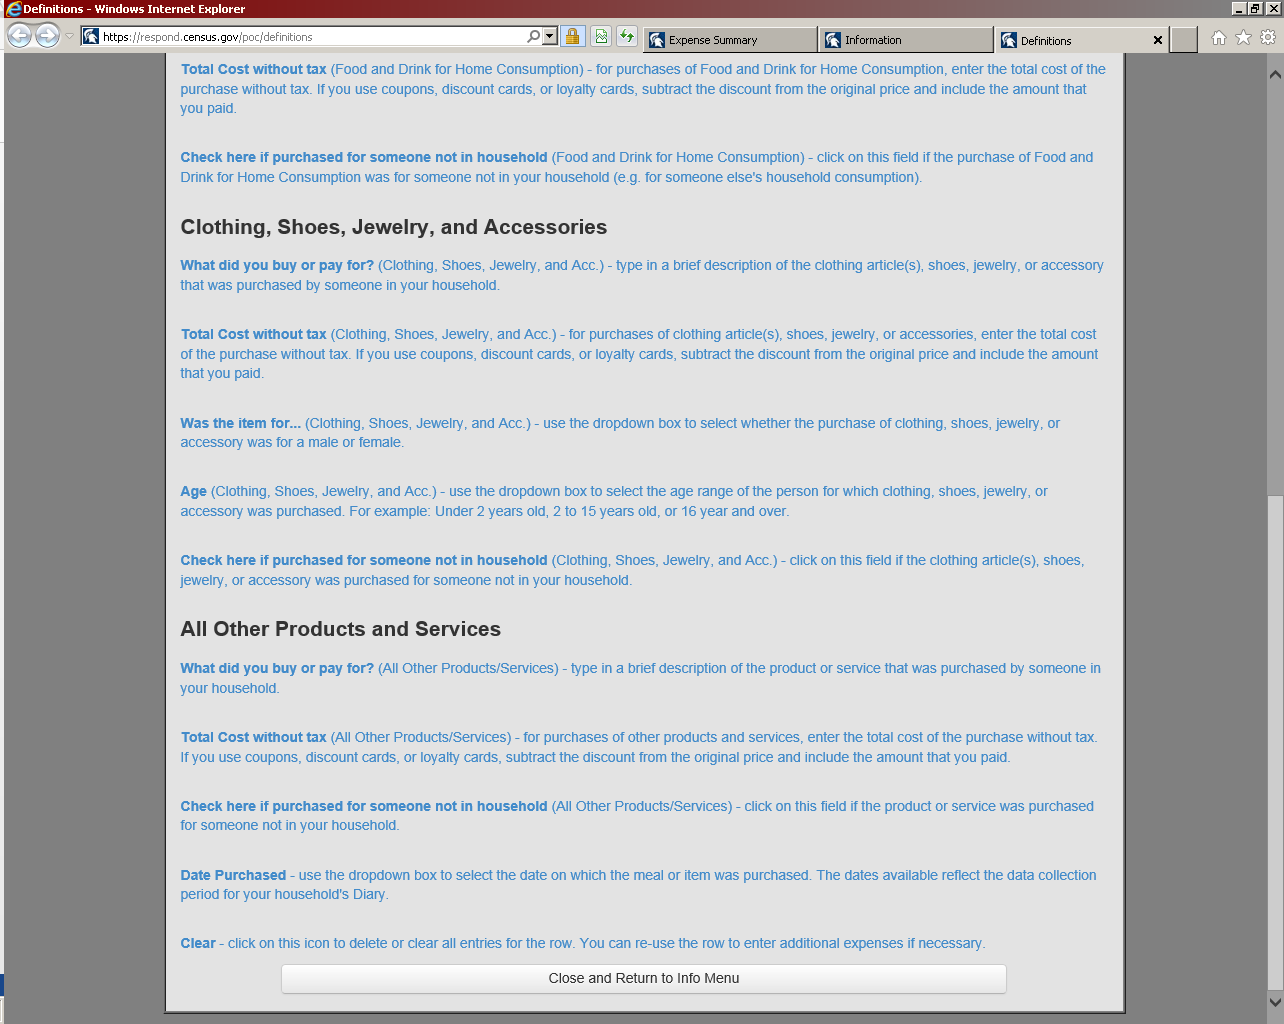 Definitions - Windows Internet Explorer
https://respond.census.gov/poc/definitions
Expense Summary
Information
Definitions
Total Cost without tax (Food and Drink for Home Consumption) - for purchases of Food and Drink for Home Consumption, enter the total cost of the
purchase without tax. If you use coupons, discount cards, or loyalty cards, subtract the discount from the original price and include the amount that
you paid.
Check here if purchased for someone not in household (Food and Drink for Home Consumption) - click on this field if the purchase of Food and
Drink for Home Consumption was for someone not in your household (e.g. for someone else's household consumption).
Clothing, Shoes, Jewelry, and Accessories
What did you buy or pay for? (Clothing, Shoes, Jewelry, and Acc.) - type in a brief description of the clothing article(s), shoes, jewelry, or accessory
that was purchased by someone in your household.
Total Cost without tax (Clothing, Shoes, Jewelry, and Acc.) - for purchases of clothing article(s), shoes, jewelry, or accessories, enter the total cost
of the purchase without tax. If you use coupons, discount cards, or loyalty cards, subtract the discount from the original price and include the amount
that you paid.
Was the item for... (Clothing, Shoes, Jewelry, and Acc.) - use the dropdown box to select whether the purchase of clothing, shoes, jewelry, or
accessory was for a male or female.
Age (Clothing, Shoes, Jewelry, and Acc.) - use the dropdown box to select the age range of the person for which clothing, shoes, jewelry, or
accessory was purchased. For example: Under 2 years old, 2 to 15 years old, or 16 year and over.
Check here if purchased for someone not in household (Clothing, Shoes, Jewelry, and Acc.) - click on this field if the clothing article(s), shoes,
jewelry, or accessory was purchased for someone not in your household.
All Other Products and Services
What did you buy or pay for? (All Other Products/Services) - type in a brief description of the product or service that was purchased by someone in
your household.
Total Cost without tax (All Other Products/Services) - for purchases of other products and services, enter the total cost of the purchase without tax.
If you use coupons, discount cards, or loyalty cards, subtract the discount from the original price and include the amount that you paid.
Check here if purchased for someone not in household (All Other Products/Services) - click on this field if the product or service was purchased
for someone not in your household.
Date Purchased - use the dropdown box to select the date on which the meal or item was purchased. The dates available reflect the data collection
period for your household's Diary.
Clear - click on this icon to delete or clear all entries for the row. You can re-use the row to enter additional expenses if necessary.
Close and Return to Info Menu